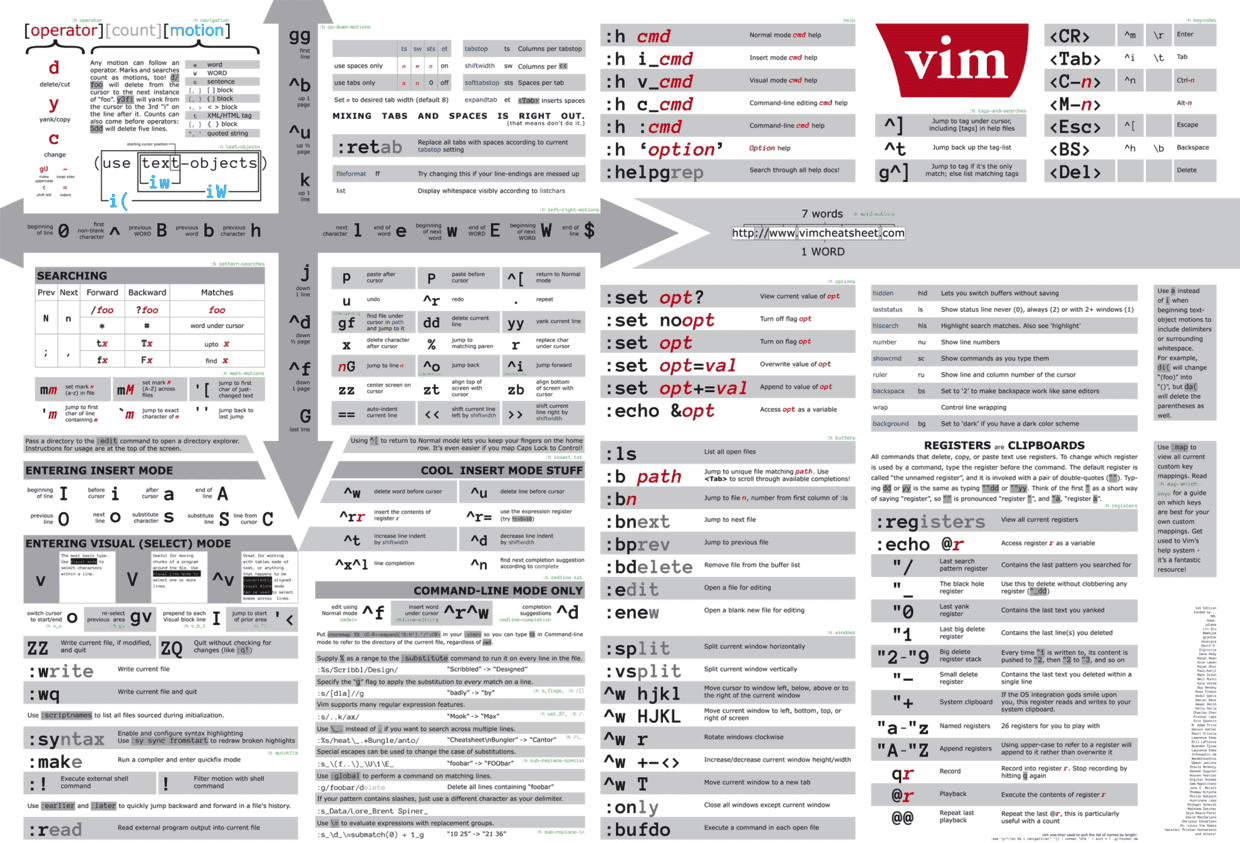 :h operator
:h navigation
[operator][count][motion]
d
delete/cut
y
yank/copy
c
change
gU
make uppercase
~
swap case
<
shift left
=
indent
Any motion can follow an
operator. Marks and searches
count as motions, too! d/
foo will delete from the
cursor to the next instance
of "foo". y3fi will yank from
the cursor to the 3rd "i" on
the line after it. Counts can
also come before operators:
5dd will delete five lines.
w word
W WORD
s sentence
[, ] [ ] block
(, ) ( ) block
<, > < > block
t XML/HTML tag
{, } { } block
", ' quoted string
:h text-objects
starting cursor position
(use text-objects)
iw
iW
i(
gg
first
line
^b
up 1
page
^u
up ½
page
k
up 1
line
:h up-down-motions
ts sw sts et
use spaces only n n n on
use tabs only n n 0 off
Set n to desired tab width (default 8)
tabstop ts Columns per tabstop
shiftwidth sw Columns per <<
softtabstop sts Spaces per tab
expandtab et <Tab> inserts spaces
MIXING TABS AND SPACES IS RIGHT OUT.
(that means don't do it.)
:retab Replace all tabs with spaces according to current
tabstop setting
fileformat ff Try changing this if your line-endings are messed up
list Display whitespace visibly according to listchars
:h left-right-motions
beginning of line 0
first non-blank character ^
previous WORD B
previous word b
previous character h
next character l
end of word e
beginning of next word w
end of WORD E
beginning of next WORD W
end of line $
:help
:h cmd Normal mode cmd help
:h i_cmd Insert mode cmd help
:h v_cmd Visual mode cmd help
:h c_cmd Command-line editing cmd help
:h :cmd Command-line cmd help
:h 'option' Option help
:helpgrep Search through all help docs!
vim
:h tags-and-searches
^] Jump to tag under cursor,
including [tags] in help files
^t Jump back up the tag-list
g^] Jump to tag if it's the only
match; else list matching tags
:h keycodes
<CR> ^m \r Enter
<Tab> ^i \t Tab
<C-n> ^n Ctrl-n
<M-n> Alt-n
<Esc> ^[ Escape
<BS> ^h \b Backspace
<Del> Delete
7 words
:h word-motions
http://www.vimcheatsheet.com
1 WORD
:h pattern-searches
SEARCHING
Prev Next Forward Backward Matches
N n /foo ?foo foo
* # word under cursor
; , tx Tx upto x
fx Fx find x
:h mark-motions
mm set mark m
(a-z) in file
mM set mark M
(A-Z) across
files
'[ jump to first
char of just-
changed text
'm jump to first
char of line
containing m
`m jump to exact
character of m
'' jump back to
last jump
Pass a directory to the :edit command to open a directory explorer.
Instructions for usage are at the top of the screen.
j
down
1 line
^d
down
½ page
^f
down
1 page
G
last line
p paste after
cursor
P paste before
cursor
^[ return to Normal
mode
u undo
^r redo
. repeat
gf find file under
cursor in path
and jump to it
dd delete current
line
yy yank current line
x delete character
after cursor
% jump to
matching paren
r replace char
under cursor
nG jump to line n
^o jump back
^i jump forward
zz center screen on
cursor
zt align top of
screen with
cursor
zb align bottom
of screen with
cursor
== auto-indent
current line
<< shift current line
left by shiftwidth
>> shift current
line right by
shiftwidth
Using ^[ to return to Normal mode lets you keep your fingers on the home
row. It's even easier if you map Caps Lock to Control!
ENTERING INSERT MODE
beginning of line I
before cursor i
after cursor a
end of line A
previous line O
next line o
substitute character s
substitute line S
line from cursor C
ENTERING VISUAL (SELECT) MODE
v
The most basic type.
Use visual mode to
select characters
within a line.
V
Useful for moving
chunks of a program
around the file. Use
visual line mode to
select one or more
lines.
^v
Great for working
with tables made of
text, or anything
that happens to be
conveniently aligned.
Visual block mode
can be used to select
boxes across lines.
switch cursor to start/end o
:h v_o
re-select previous area gv
prepend to each Visual block line I
:h v_b_I
jump to start of prior area '<
ZZ Write current file, if modified,
and quit
ZQ Quit without checking for
changes (like :q!)
:write Write current file
:wq Write current file and quit
Use :scriptnames to list all files sourced during initialization.
:syntax Enable and configure syntax highlighting
Use :sy sync fromstart to redraw broken highlights
:h quickfix
:make Run a compiler and enter quickfix mode
:! Execute external shell
command
! Filter motion with shell
command
Use :earlier and :later to quickly jump backward and forward in a file's history.
:read Read external program output into current file
:h insert.txt
COOL INSERT MODE STUFF
^w delete word before cursor
^u delete line before cursor
^rr insert the contents of
register r
^r= use the expression register
(try 5+5*10)
^t increase line indent
by shiftwidth
^d decrease line indent
by shiftwidth
^x^l line completion
^n find next completion suggestion
according to complete
:h cmdline.txt
COMMAND-LINE MODE ONLY
edit using Normal mode ^f
cmdwin
insert word under cursor ^r^w
cmdline-editing
completion suggestions ^d
cmdline-completion
mode to refer to the directory of the current file, regardless of
Supply % as a range to the :substitute command to run it on every line in the file.
:%s/Scribbl/Design/ "Scribbled" -> "Designed"
Specify the "g" flag to apply the substitution to every match on a line.
:s/[dla]//g "badly" -> "by"
:h s_flags, :h /[]
Vim supports many regular expression features.
:s/..k/ax/ "Mook" -> "Max"
Use \_. instead of . if you want to search across multiple lines.
:%s/heat\_.*Bungle/anto/ "Cheatsheet\nBungler" -> "Cantor"
Special escapes can be used to change the case of substitutions.
:s_\(f..\)_\U\1\E_ "foobar" -> "FOObar"
:h sub-replace-special
Use :global to perform a command on matching lines.
:g/foobar/delete Delete all lines containing "foobar"
If your pattern contains slashes, just use a different character as your delimiter.
:s_Data/Lore_Brent Spiner_
Use \= to evaluate expressions with replacement groups.
:s_\d_\=submatch(0) + 1_g "10 25" -> "21 36"
:h sub-replace-\=
:h options
:set opt? View current value of opt
:set noopt Turn off flag opt
:set opt Turn on flag opt
:set opt=val Overwrite value of opt
:set opt+=val Append to value of opt
:echo &opt Access opt as a variable
:h buffers
:ls List all open files
:b path Jump to unique file matching path. Use
<Tab> to scroll through available completions!
:bn Jump to file n, number from first column of :ls
:bnext Jump to next file
:bprev Jump to previous file
:bdelete Remove file from the buffer list
:edit Open a file for editing
:enew Open a blank new file for editing
:h windows
:split Split current window horizontally
:vsplit Split current window vertically
^w hjkl Move cursor to window left, below, above or to
the right of the current window
^w HJKL Move current window to left, bottom, top, or
right of screen
^w r Rotate windows clockwise
^w +-<> Increase/decrease current window height/width
^w T Move current window to a new tab
:only Close all windows except current window
:bufdo Execute a command in each open file
hidden hid Lets you switch buffers without saving
laststatus ls Show status line never (0), always (2) or with 2+ windows (1)
hlsearch hls Highlight search matches. Also see 'highlight'
number nu Show line numbers
showcmd sc Show commands as you type them
ruler ru Show line and column number of the cursor
backspace bs Set to '2' to make backspace work like sane editors
wrap Control line wrapping
background bg Set to 'dark' if you have a dark color scheme
REGISTERS are CLIPBOARDS
All commands that delete, copy, or paste text use registers. To change which register
is used by a command, type the register before the command. The default register is
called "the unnamed register", and it is invoked with a pair of double-quotes (""). Typ-
ing dd or yy is the same as typing ""dd or ""yy. Think of the first " as a short way
of saying "register", so "" is pronounced "register "", and "a, "register a".
:h registers
:registers View all current registers
:echo @r Access register r as a variable
"/ Last search
pattern register
Contains the last pattern you searched for
"_ The black hole
register
Use this to delete without clobbering any
register ("_dd)
"0 Last yank
register
Contains the last text you yanked
"1 Last big delete
register
Contains the last line(s) you deleted
"2-"9 Big delete
register stack
Every time "1 is written to, its content is
pushed to "2, then "2 to "3, and so on
"- Small delete
register
Contains the last text you deleted within a
single line
"+ If the OS integration gods smile upon
you, this register reads and writes to your
system clipboard.
"a-"z Named registers 26 registers for you to play with
"A-"Z Append registers Using upper-case to refer to a register will
append to it rather than overwrite it
qr Record Record into register r. Stop recording by
hitting q again
@r Playback Execute the contents of register r
@@ Repeat last
playback
Repeat the last @r, this is particularly
useful with a count
Use a instead
of i when
beginning text-
object motions to
include delimiters
or surrounding
whitespace.
For example,
di( will change
"(foo)" into
"()", but da(
will delete the
parentheses as
well.
Use :map to
view all current
custom key
mappings. Read
:h map-which-
keys for a guide
on which keys
are best for your
own custom
mappings. Get
used to Vim's
help system -
it's a fantastic
resource!